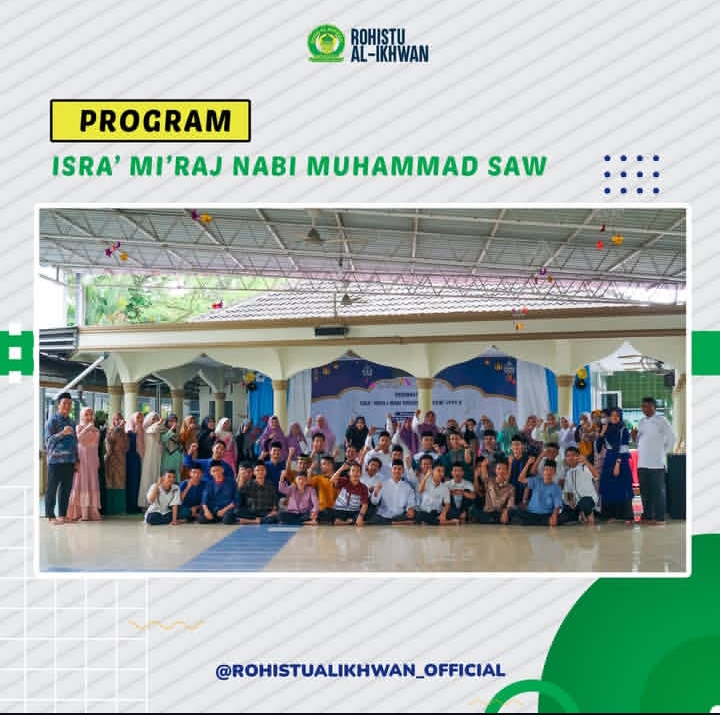 ROHISTU
AL-IKHWAN
PROGRAM
ISRA' MI'RAJ NABI MUHAMMAD SAW
@ROHISTUALIKHWAN_OFFICIAL